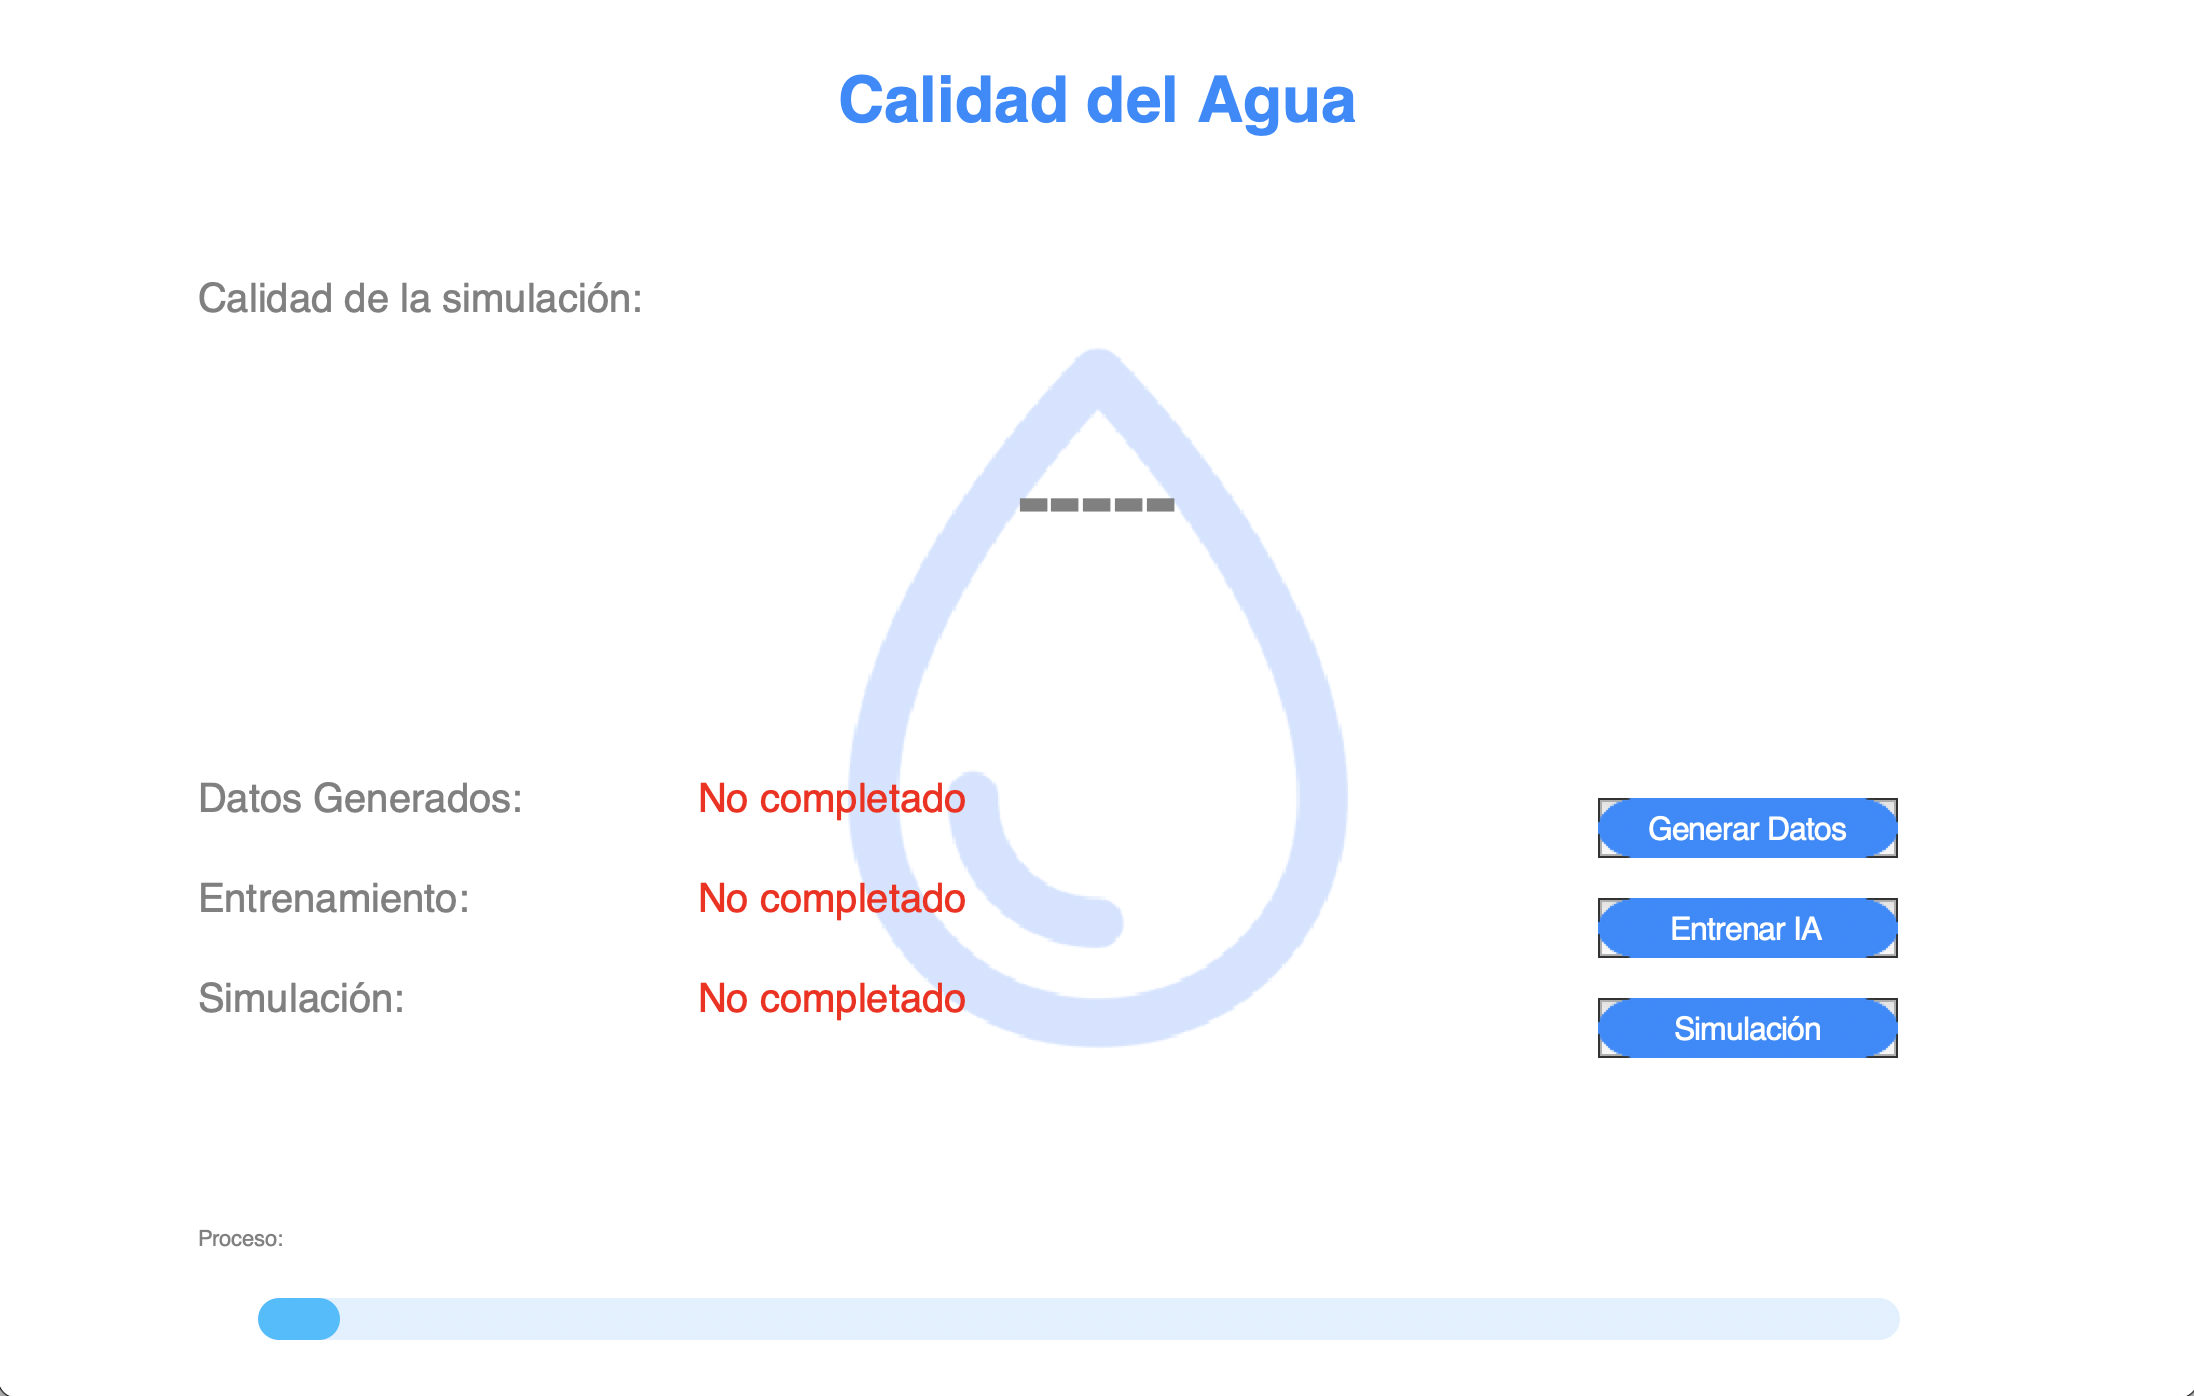 Calidad del Agua
Calidad de la simulación:
-----
Datos Generados: No completado
Generar Datos
Entrenamiento: No completado
Entrenar IA
Simulación: No completado
Simulación
Proceso: